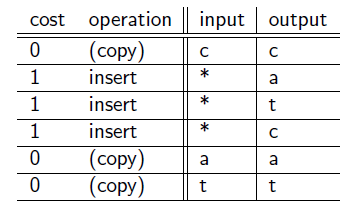 cost operation input output
0 (copy) c c
1 insert * a
1 insert * t
1 insert * c
0 (copy) a a
0 (copy) t t